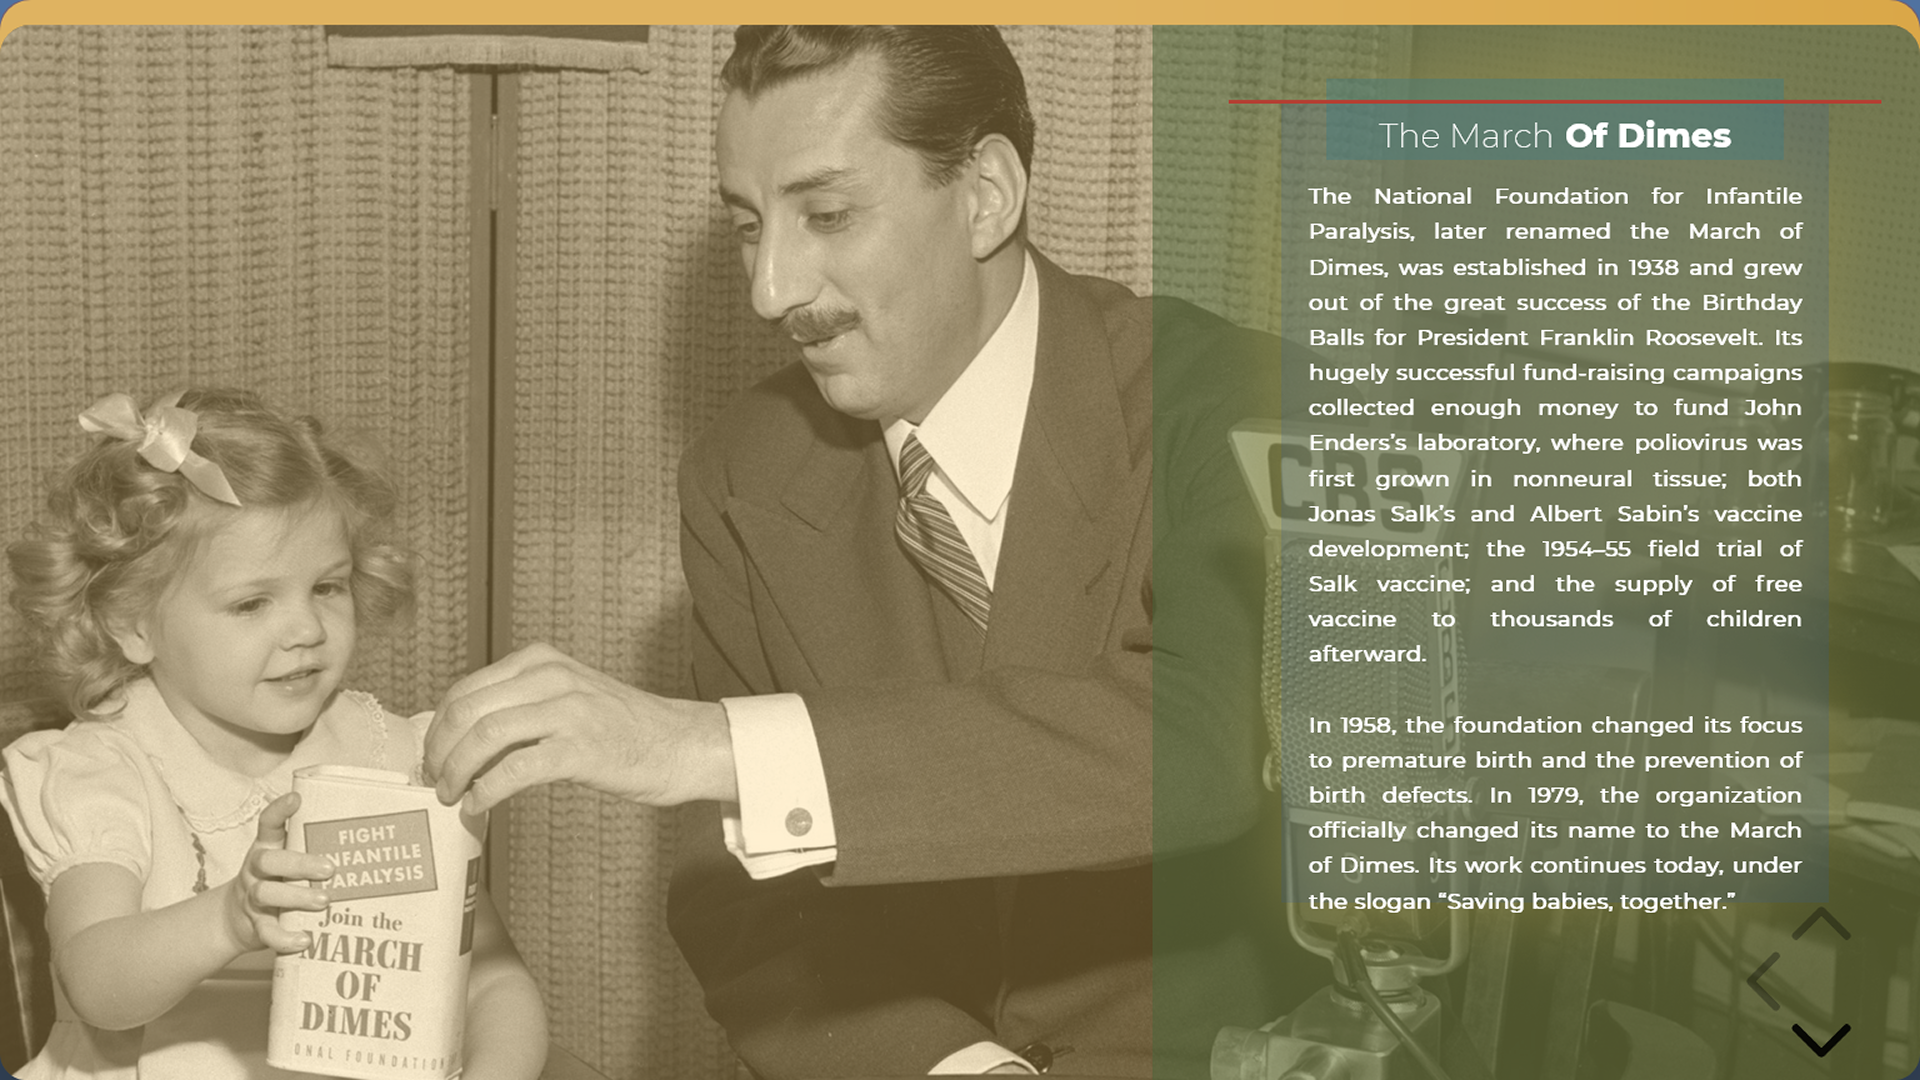 The March Of Dimes
The National Foundation for Infantile
Paralysis, later renamed the March of
Dimes, was established in 1938 and grew
out of the great success of the Birthday
Balls for President Franklin Roosevelt. Its
hugely successful fund-raising campaigns
collected enough money to fund John
Enders’s laboratory, where poliovirus was
first grown in nonneural tissue; both
Jonas Salk’s and Albert Sabin’s vaccine
development; the 1954–55 field trial of
Salk vaccine; and the supply of free
vaccine to thousands of children
afterward.
In 1958, the foundation changed its focus
to premature birth and the prevention of
birth defects. In 1979, the organization
officially changed its name to the March
of Dimes. Its work continues today, under
the slogan “Saving babies, together.”
CBS
FIGHT
INFANTILE
PARALYSIS
Join the
MARCH
OF
DIMES
ONAL FOUNDATION